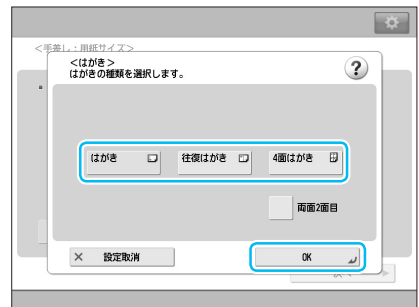 <手差し：用紙サイズ>
<はがき>
はがきの種類を選択します。
?
はがき 往復はがき 4面はがき
両面2面目
× 設定取消 OK
次へ